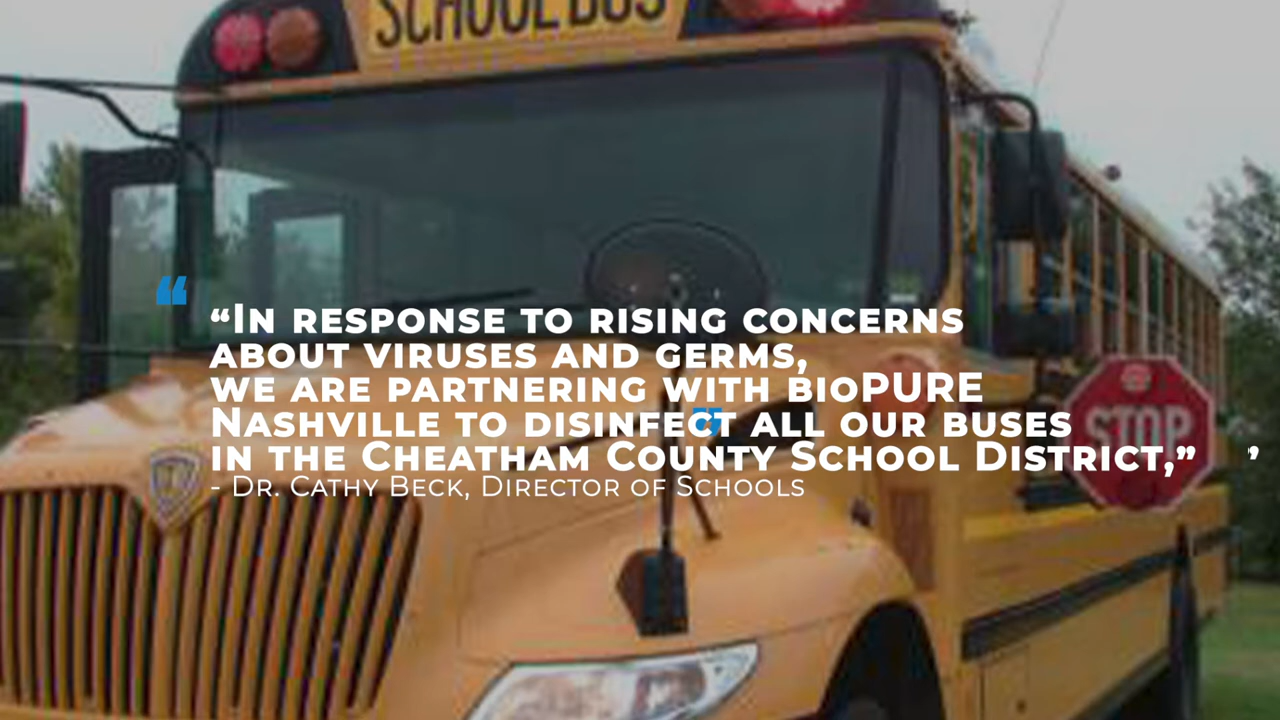 SCHOOL BUS
“In response to rising concerns
about viruses and germs,
we are partnering with bioPURE
Nashville to disinfect all our buses
in the Cheatham County School District,” ’
- Dr. Cathy Beck, Director of Schools
STOP